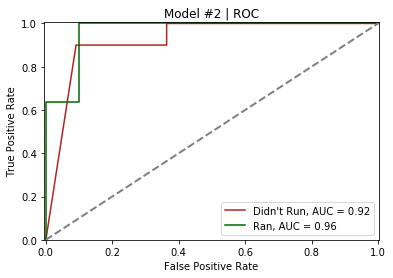 Model #2 | ROC
1.0
0.8
0.6
0.4
0.2
0.0
True Positive Rate
Didn't Run, AUC = 0.92
Ran, AUC = 0.96
0.0 0.2 0.4 0.6 0.8 1.0
False Positive Rate